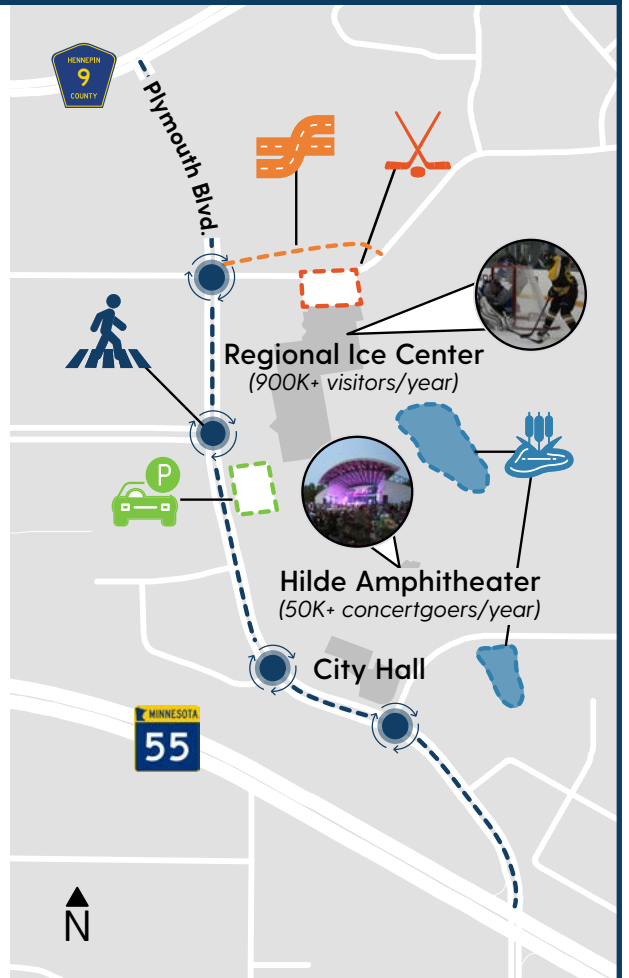 HENNEPIN
9
COUNTY
Plymouth Blvd.
Regional Ice Center
(900K+ visitors/year)
P
Hilde Amphitheater
(50K+ concertgoers/year)
City Hall
MINNESOTA
55
N